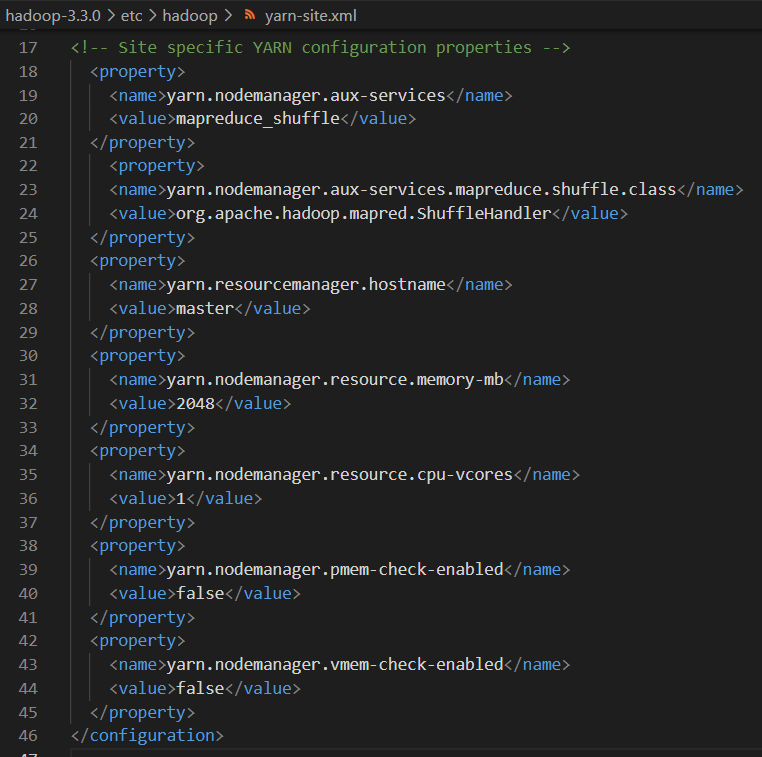 hadoop-3.3.0 > etc > hadoop > yarn-site.xml
17 <!-- Site specific YARN configuration properties -->
18 <property>
19 <name>yarn.nodemanager.aux-services</name>
20 <value>mapreduce_shuffle</value>
21 </property>
22 <property>
23 <name>yarn.nodemanager.aux-services.mapreduce.shuffle.class</name>
24 <value>org.apache.hadoop.mapred.ShuffleHandler</value>
25 </property>
26 <property>
27 <name>yarn.resourcemanager.hostname</name>
28 <value>master</value>
29 </property>
30 <property>
31 <name>yarn.nodemanager.resource.memory-mb</name>
32 <value>2048</value>
33 </property>
34 <property>
35 <name>yarn.nodemanager.resource.cpu-vcores</name>
36 <value>1</value>
37 </property>
38 <property>
39 <name>yarn.nodemanager.pmem-check-enabled</name>
40 <value>false</value>
41 </property>
42 <property>
43 <name>yarn.nodemanager.vmem-check-enabled</name>
44 <value>false</value>
45 </property>
46 </configuration>